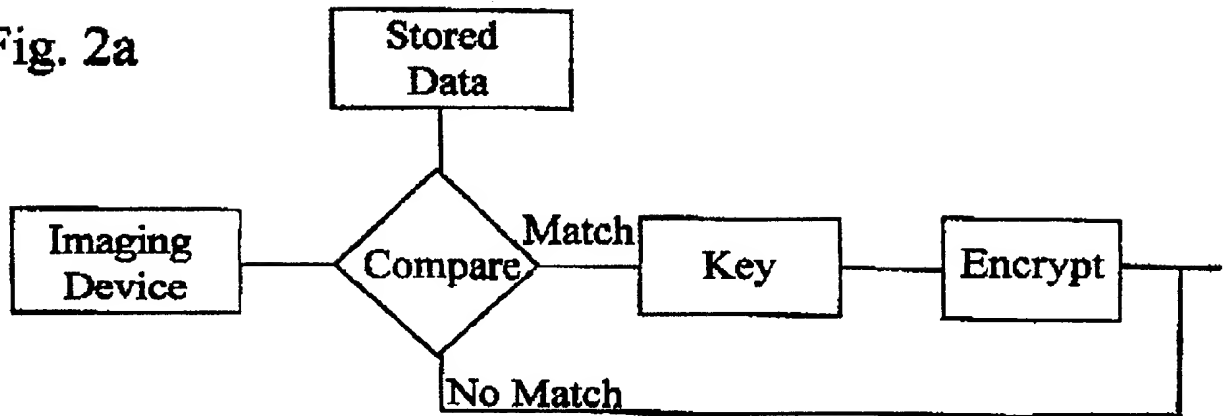 Fig. 2a
Stored
Data
Imaging
Device
Compare
Match
Key
Encrypt
No Match